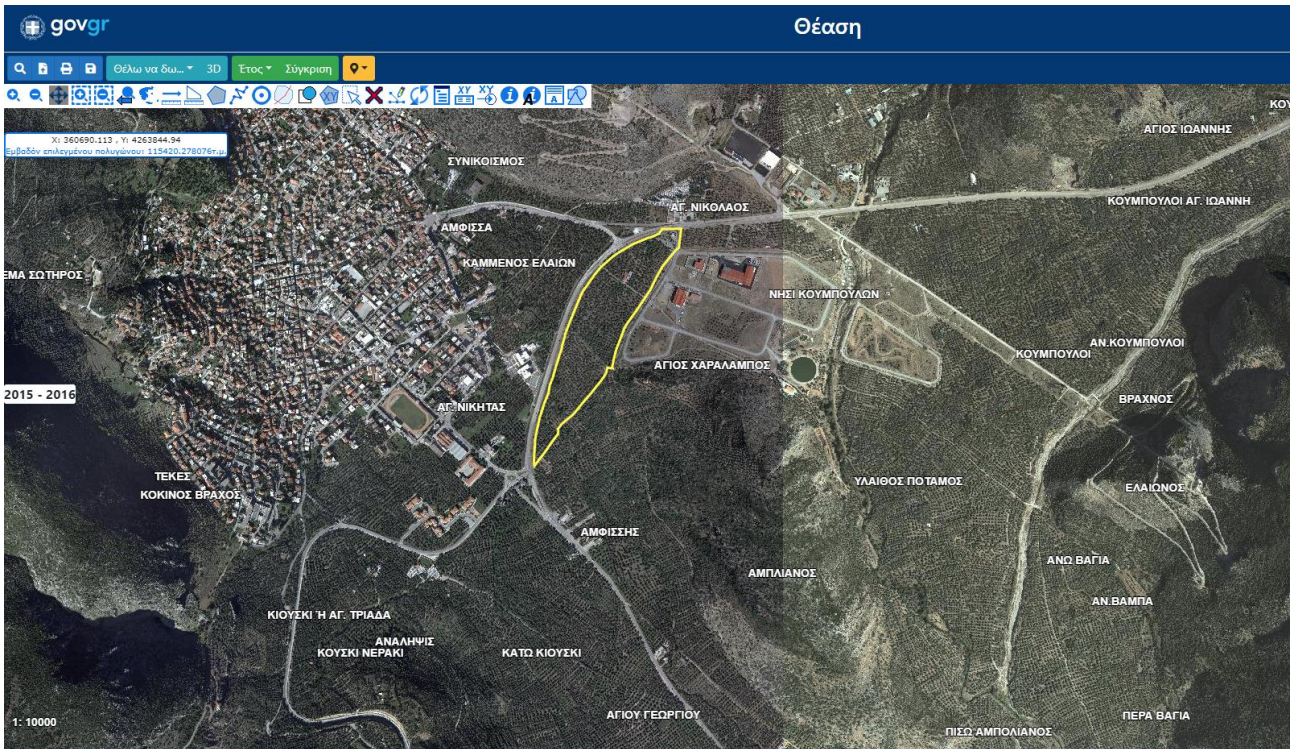 govgr
Θέαση
Θέλω να δω...
3D
Έτος
Σύγκριση
X: 360690.113 , Y: 4263844.94
Εμβαδόν επιλεγμένου πολυγώνου: 115420.278076τ.μ.
ΚΟΥ
ΑΓΙΟΣ ΙΩΑΝΝΗΣ
ΣΥΝΙΚΟΙΣΜΟΣ
ΚΟΥΜΠΟΥΛΟΙ ΑΓ. ΙΩΑΝΝΗ
ΑΓ. ΝΙΚΟΛΑΟΣ
ΑΜΦΙΣΣΑ
ΚΑΜΜΕΝΟΣ ΕΛΑΙΩΝ
ΕΜΑ ΣΩΤΗΡΟΣ
ΝΗΣΙ ΚΟΥΜΠΟΥΛΩΝ
ΑΝ.ΚΟΥΜΠΟΥΛΟΙ
ΚΟΥΜΠΟΥΛΟΙ
ΑΓΙΟΣ ΧΑΡΑΛΑΜΠΟΣ
2015 - 2016
ΒΡΑΧΝΟΣ
ΑΓ. ΝΙΚΗΤΑΣ
ΤΕΚΕΣ
ΥΛΑΙΘΟΣ ΠΟΤΑΜΟΣ
ΕΛΑΙΩΝΟΣ
ΚΟΚΙΝΟΣ ΒΡΑΧΟΣ
ΑΜΦΙΣΣΗΣ
ΑΝΩ ΒΑΓΙΑ
ΑΜΠΛΙΑΝΟΣ
ΑΝ.ΒΑΜΠΑ
ΚΙΟΥΣΚΙ Ή ΑΓ. ΤΡΙΑΔΑ
ΑΝΑΛΗΨΙΣ
ΚΟΥΣΚΙ ΝΕΡΑΚΙ
ΚΑΤΩ ΚΙΟΥΣΚΙ
ΑΓΙΟΥ ΓΕΩΡΓΙΟΥ
ΠΕΡΑ ΒΑΓΙΑ
1: 10000
ΠΙΣΩ ΑΜΠΟΛΙΑΝΟΣ